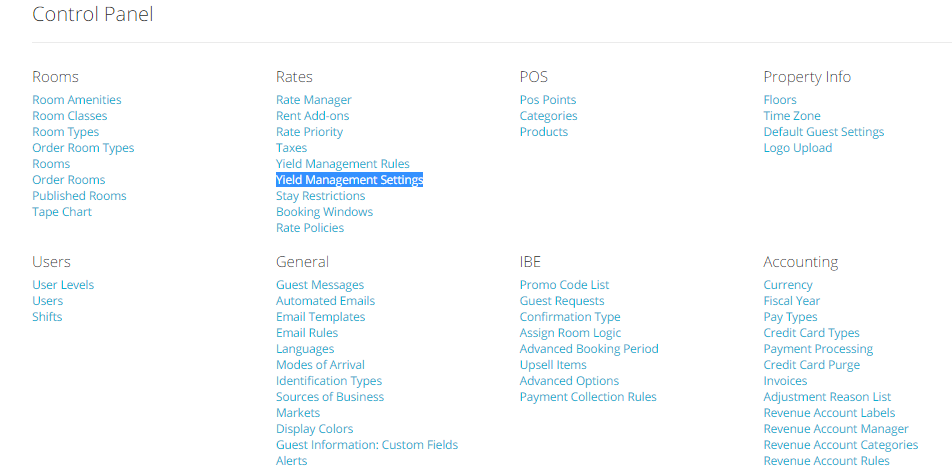 Control Panel
Rooms
Room Amenities
Room Classes
Room Types
Order Room Types
Rooms
Order Rooms
Published Rooms
Tape Chart
Rates
Rate Manager
Rent Add-ons
Rate Priority
Taxes
Yield Management Rules
Yield Management Settings
Stay Restrictions
Booking Windows
Rate Policies
POS
Pos Points
Categories
Products
Property Info
Floors
Time Zone
Default Guest Settings
Logo Upload
Users
User Levels
Users
Shifts
General
Guest Messages
Automated Emails
Email Templates
Email Rules
Languages
Modes of Arrival
Identification Types
Sources of Business
Markets
Display Colors
Guest Information: Custom Fields
Alerts
IBE
Promo Code List
Guest Requests
Confirmation Type
Assign Room Logic
Advanced Booking Period
Upsell Items
Advanced Options
Payment Collection Rules
Accounting
Currency
Fiscal Year
Pay Types
Credit Card Types
Payment Processing
Credit Card Purge
Invoices
Adjustment Reason List
Revenue Account Labels
Revenue Account Manager
Revenue Account Categories
Revenue Account Rules